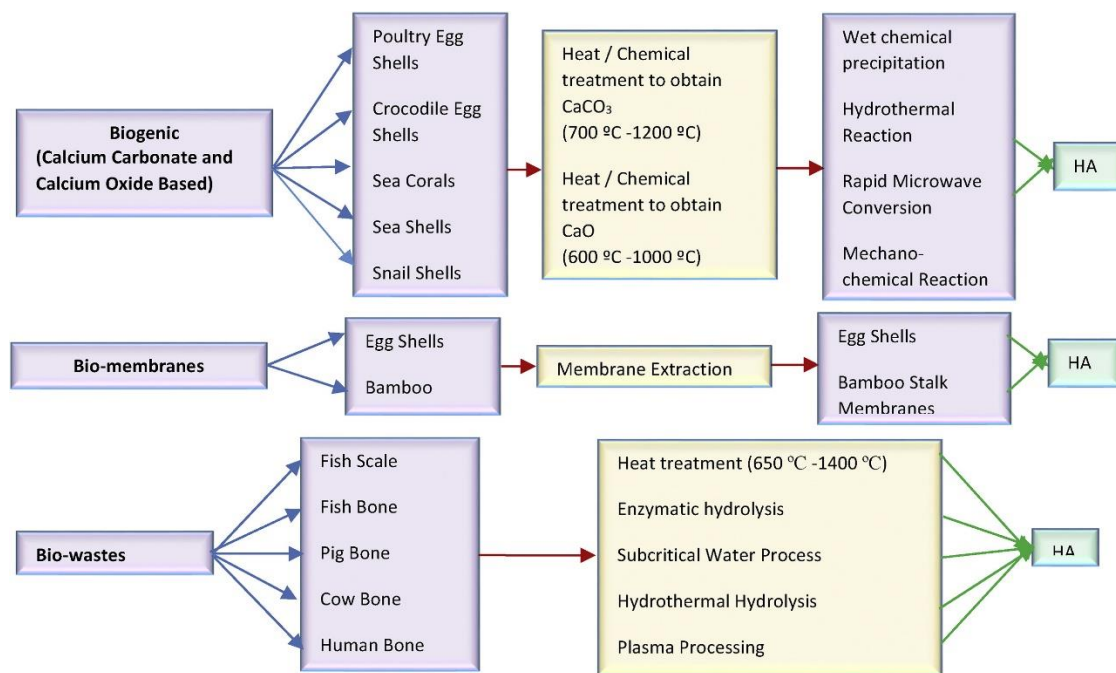 Biogenic
(Calcium Carbonate and
Calcium Oxide Based)
Poultry Egg
Shells
Crocodile Egg
Shells
Sea Corals
Sea Shells
Snail Shells
Heat / Chemical
treatment to obtain
CaCO₃
(700 ºC -1200 ºC)
Heat / Chemical
treatment to obtain
CaO
(600 ºC -1000 ºC)
Wet chemical
precipitation
Hydrothermal
Reaction
Rapid Microwave
Conversion
Mechano-
chemical Reaction
HA
Bio-membranes
Egg Shells
Bamboo
Membrane Extraction
Egg Shells
Bamboo Stalk
Membranes
HA
Bio-wastes
Fish Scale
Fish Bone
Pig Bone
Cow Bone
Human Bone
Heat treatment (650 ℃ -1400 ℃)
Enzymatic hydrolysis
Subcritical Water Process
Hydrothermal Hydrolysis
Plasma Processing
HA